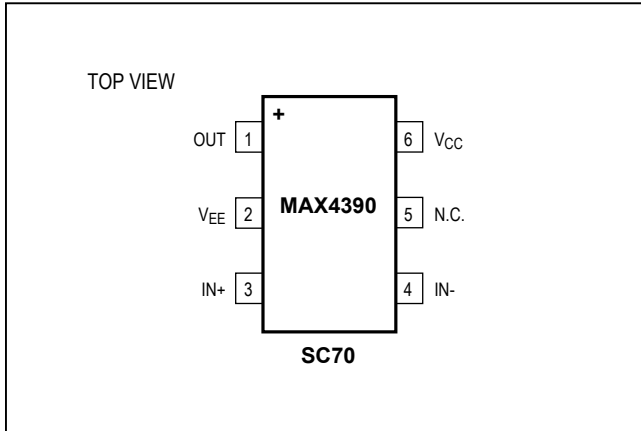 TOP VIEW
+
OUT 1
6 VCC
VEE 2
MAX4390
5 N.C.
IN+ 3
4 IN-
SC70